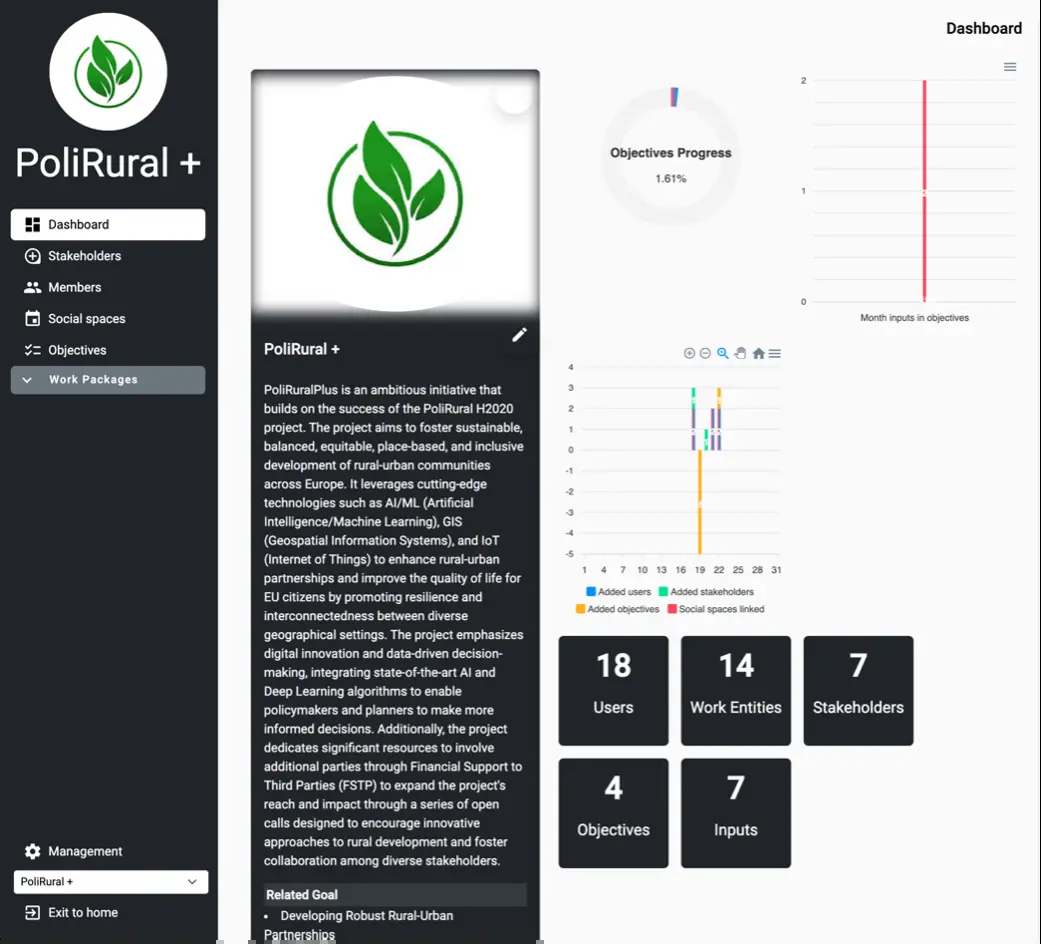 PoliRural +
Dashboard
Stakeholders
Members
Social spaces
Objectives
Work Packages
Management
PoliRural +
Exit to home
Dashboard
PoliRural +
PoliRuralPlus is an ambitious initiative that
builds on the success of the PoliRural H2020
project. The project aims to foster sustainable,
balanced, equitable, place-based, and inclusive
development of rural-urban communities
across Europe. It leverages cutting-edge
technologies such as AI/ML (Artificial
Intelligence/Machine Learning), GIS
(Geospatial Information Systems), and IoT
(Internet of Things) to enhance rural-urban
partnerships and improve the quality of life for
EU citizens by promoting resilience and
interconnectedness between diverse
geographical settings. The project emphasizes
digital innovation and data-driven decision-
making, integrating state-of-the-art AI and
Deep Learning algorithms to enable
policymakers and planners to make more
informed decisions. Additionally, the project
dedicates significant resources to involve
additional parties through Financial Support to
Third Parties (FSTP) to expand the project's
reach and impact through a series of open
calls designed to encourage innovative
approaches to rural development and foster
collaboration among diverse stakeholders.
Related Goal
• Developing Robust Rural-Urban
Partnerships
Objectives Progress
1.61%
2
1
0
Month inputs in objectives
4
3
2
1
0
-1
-2
-3
-4
-5
1 4 7 10 13 16 19 22 25 28 31
Added users Added stakeholders
Added objectives Social spaces linked
18
Users
14
Work Entities
7
Stakeholders
4
Objectives
7
Inputs